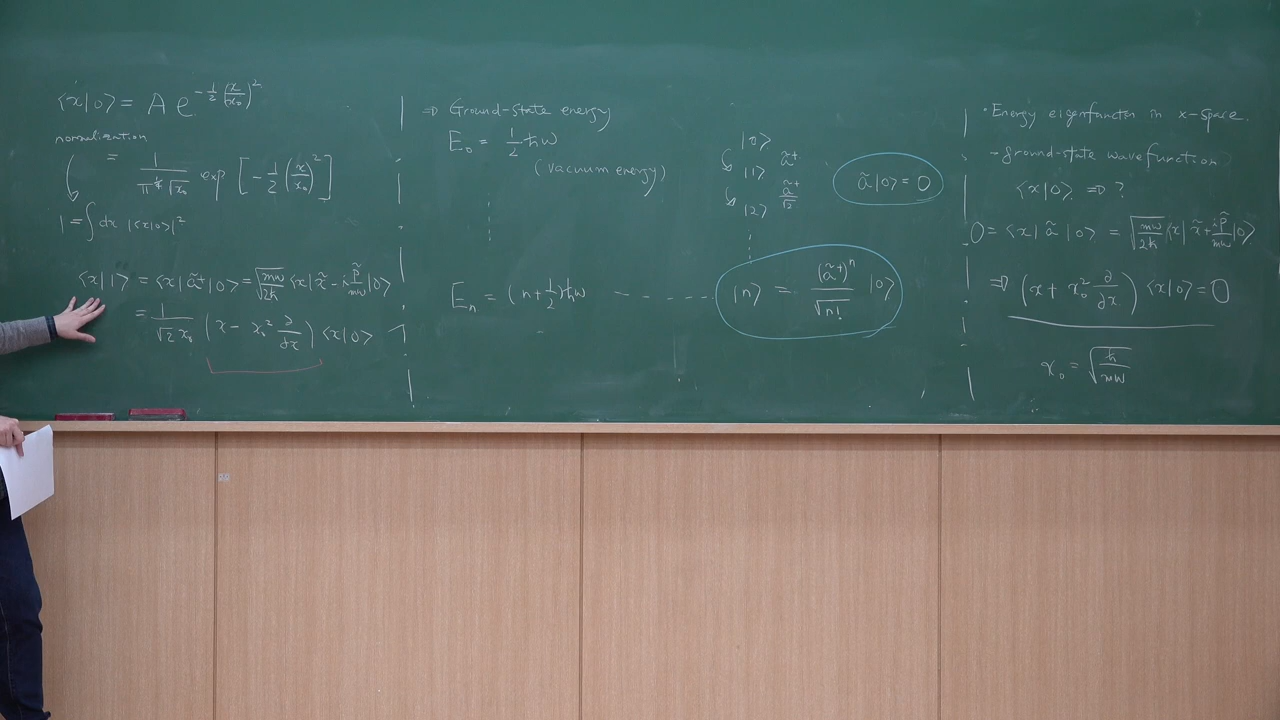 ⟨x|0⟩ = A e^{-1/2 (x/x₀)²}
normalization
= 1/(π^{1/4} √x₀) exp [ -1/2 (x/x₀)² ]
1 = ∫ dx |⟨x|0⟩|²
⟨x|1⟩ = ⟨x| ã⁺ |0⟩ = √(mω/2ħ) ⟨x| x̃ - i p̃/mω |0⟩
= 1/(√2 x₀) ( x - x₀² ∂/∂x ) ⟨x|0⟩
⇒ Ground-state energy
E₀ = 1/2 ħω
(vacuum energy)
Eₙ = (n + 1/2) ħω
|0⟩
ã⁺
|1⟩
ã⁺/√2
|2⟩
ã|0⟩ = 0
|n⟩ = (ã⁺)ⁿ/√n! |0⟩
· Energy eigenfuncton in x-space.
- ground-state wavefunction
⟨x|0⟩ ⇒ ?
0 = ⟨x| ã |0⟩ = √(mω/2ħ) ⟨x| x̃ + i p̃/mω |0⟩
⇒ ( x + x₀² ∂/∂x ) ⟨x|0⟩ = 0
x₀ = √(ħ/mω)